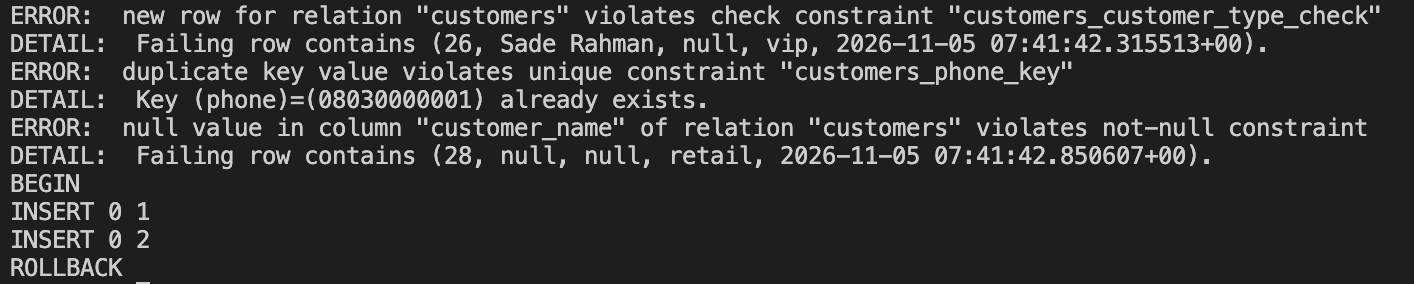 ERROR:  new row for relation "customers" violates check constraint "customers_customer_type_check"
DETAIL:  Failing row contains (26, Sade Rahman, null, vip, 2026-11-05 07:41:42.315513+00).
ERROR:  duplicate key value violates unique constraint "customers_phone_key"
DETAIL:  Key (phone)=(08030000001) already exists.
ERROR:  null value in column "customer_name" of relation "customers" violates not-null constraint
DETAIL:  Failing row contains (28, null, null, retail, 2026-11-05 07:41:42.850607+00).
BEGIN
INSERT 0 1
INSERT 0 2
ROLLBACK